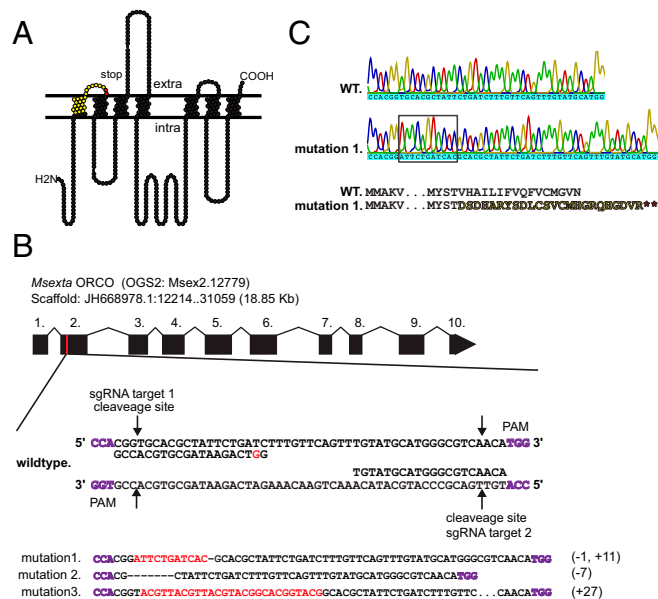 A
stop
extra
COOH
intra
H2N
C
WT.
CCACGGTGCACGCTATTCTGATCTTTGTTCAGTTTGTATGCATGG
mutation 1.
CCACGGATTCTGATCACGCACGCTATTCTGATCTTTGTTCAGTTTGTATGCATGG
WT. MMAKV...MYSTVHAILIFVQFVCMGVN
mutation 1. MMAKV...MYSTDSDHARYSDLCSVCMHGRQHGDVR**
B
Msexta ORCO (OGS2: Msex2.12779)
Scaffold: JH668978.1:12214..31059 (18.85 Kb)
1. 2. 3. 4. 5. 6. 7. 8. 9. 10.
sgRNA target 1
cleaveage site
PAM
5' CCACGGTGCACGCTATTCTGATCTTTGTTCAGTTTGTATGCATGGGCGTCAACATGG 3'
GCCACGTGCGATAAGACTGG
wildtype.
TGTATGCATGGGCGTCAACA
3' GGTGCCACGTGCGATAAGACTAGAAACAAGTCAAACATACGTACCCGCAGTTGTACC 5'
PAM
cleaveage site
sgRNA target 2
mutation1. CCACGGATTCTGATCAC-GCACGCTATTCTGATCTTTGTTCAGTTTGTATGCATGGGCGTCAACATGG (-1, +11)
mutation 2. CCACG-------CTATTCTGATCTTTGTTCAGTTTGTATGCATGGGCGTCAACATGG (-7)
mutation3. CCACGGTACGTTACGTTACGTACGGCACGGTACGGCACGCTATTCTGATCTTTGTTC...CAACATGG (+27)